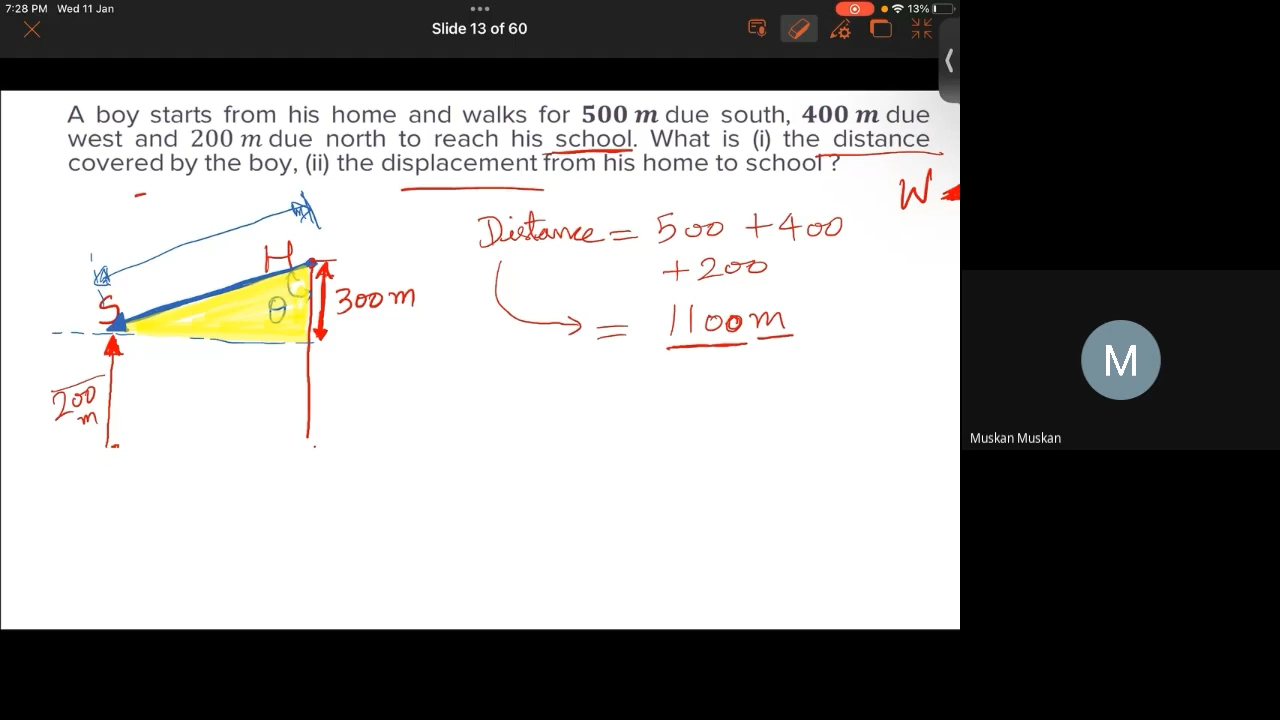 7:28 PM Wed 11 Jan
13%
Slide 13 of 60
A boy starts from his home and walks for 500 m due south, 400 m due
west and 200 m due north to reach his school. What is (i) the distance
covered by the boy, (ii) the displacement from his home to school ?
W
Distance = 500 + 400
+ 200
= 1100m
H
S
θ
300m
200
m
M
Muskan Muskan